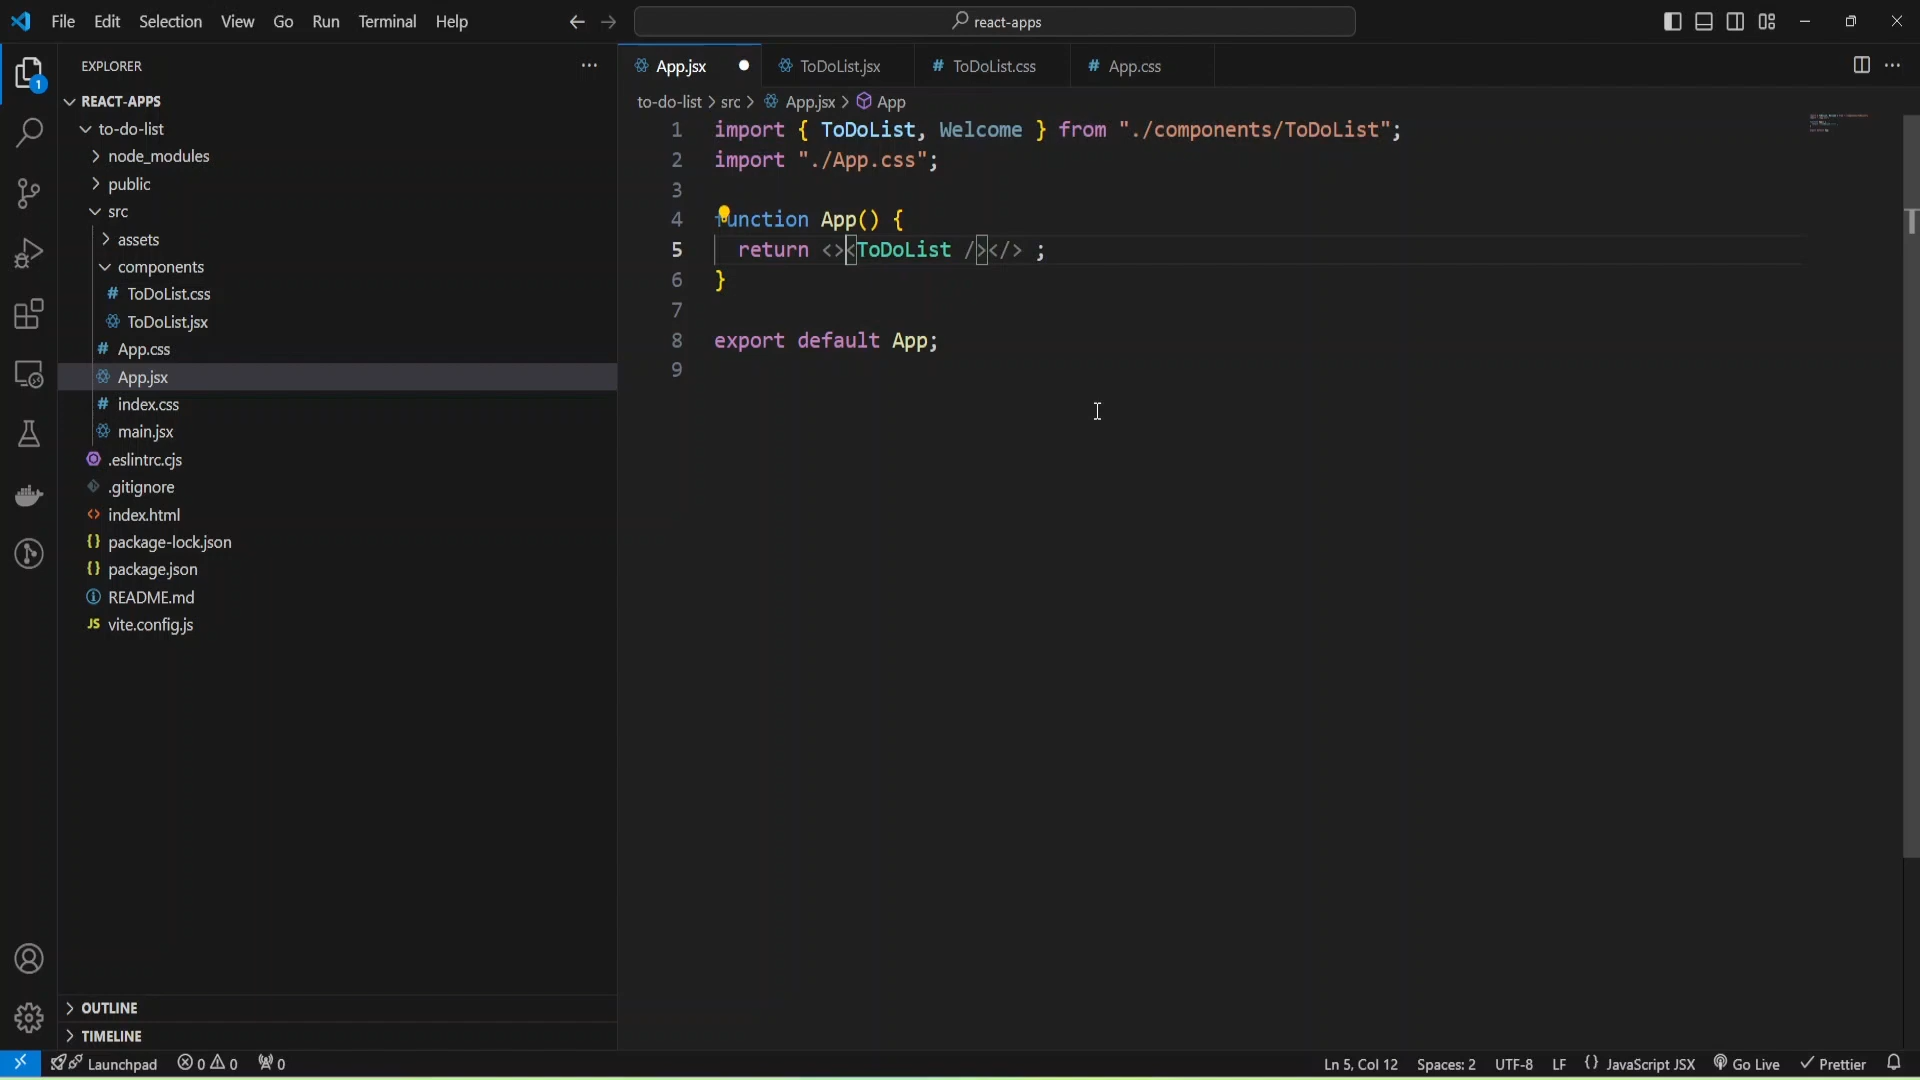 File Edit Selection View Go Run Terminal Help
react-apps
1
EXPLORER
REACT-APPS
to-do-list
node_modules
public
src
assets
components
# ToDoList.css
ToDoList.jsx
# App.css
App.jsx
# index.css
main.jsx
.eslintrc.cjs
.gitignore
<> index.html
{} package-lock.json
{} package.json
README.md
JS vite.config.js
OUTLINE
TIMELINE
App.jsx ToDoList.jsx # ToDoList.css # App.css
to-do-list > src > App.jsx > App
1 import { ToDoList, Welcome } from "./components/ToDoList";
2 import "./App.css";
3
4 function App() {
5 return <><ToDoList /></> ;
6 }
7
8 export default App;
9
Launchpad 0 0 0 Ln 5, Col 12 Spaces: 2 UTF-8 LF {} JavaScript JSX Go Live Prettier